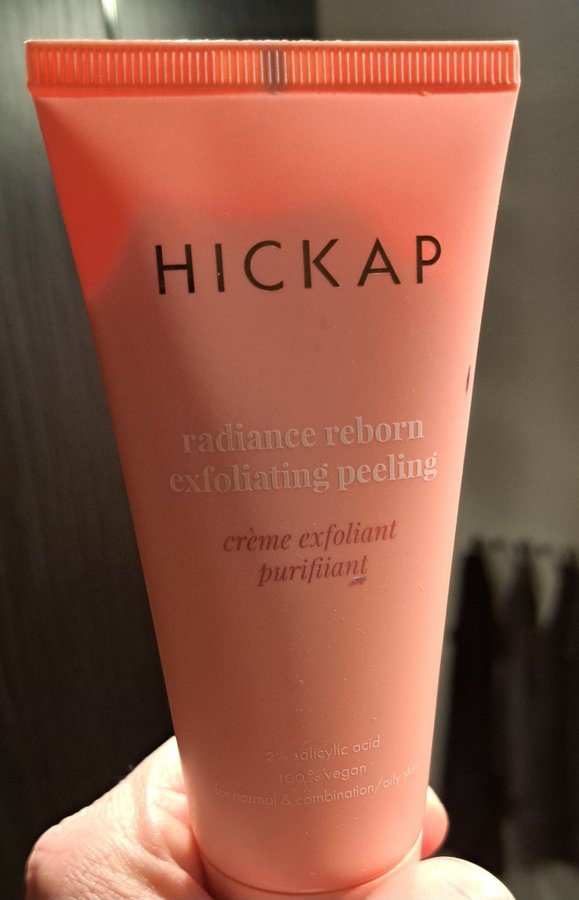 HICKAP
radiance reborn
exfoliating peeling
crème exfoliant
purifiiant
2% salicylic acid
100% vegan
for normal & combination/oily skin